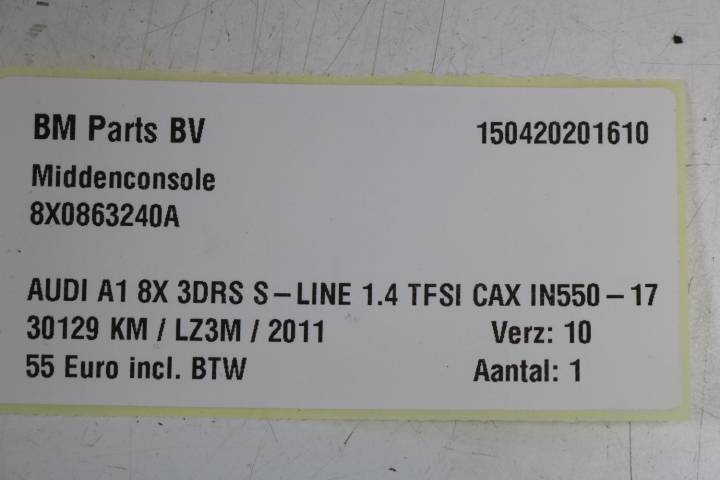 BM Parts BV 150420201610
Middenconsole
8X0863240A
AUDI A1 8X 3DRS S-LINE 1.4 TFSI CAX IN550-17
30129 KM / LZ3M / 2011 Verz: 10
55 Euro incl. BTW Aantal: 1